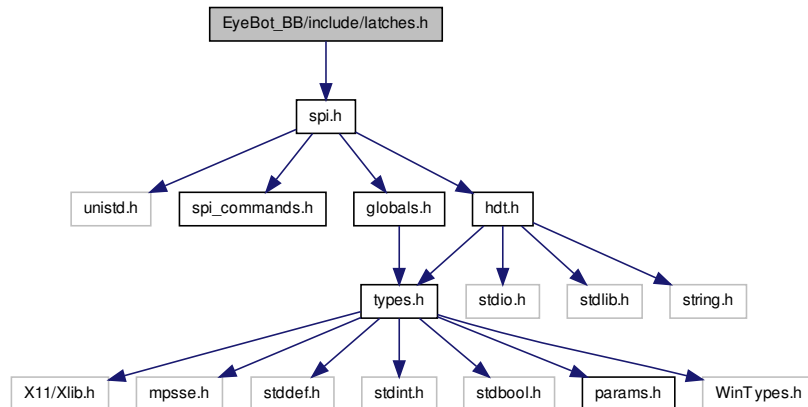 EyeBot_BB/include/latches.h
spi.h
unistd.h
spi_commands.h
globals.h
hdt.h
types.h
stdio.h
stdlib.h
string.h
X11/Xlib.h
mpsse.h
stddef.h
stdint.h
stdbool.h
params.h
WinTypes.h